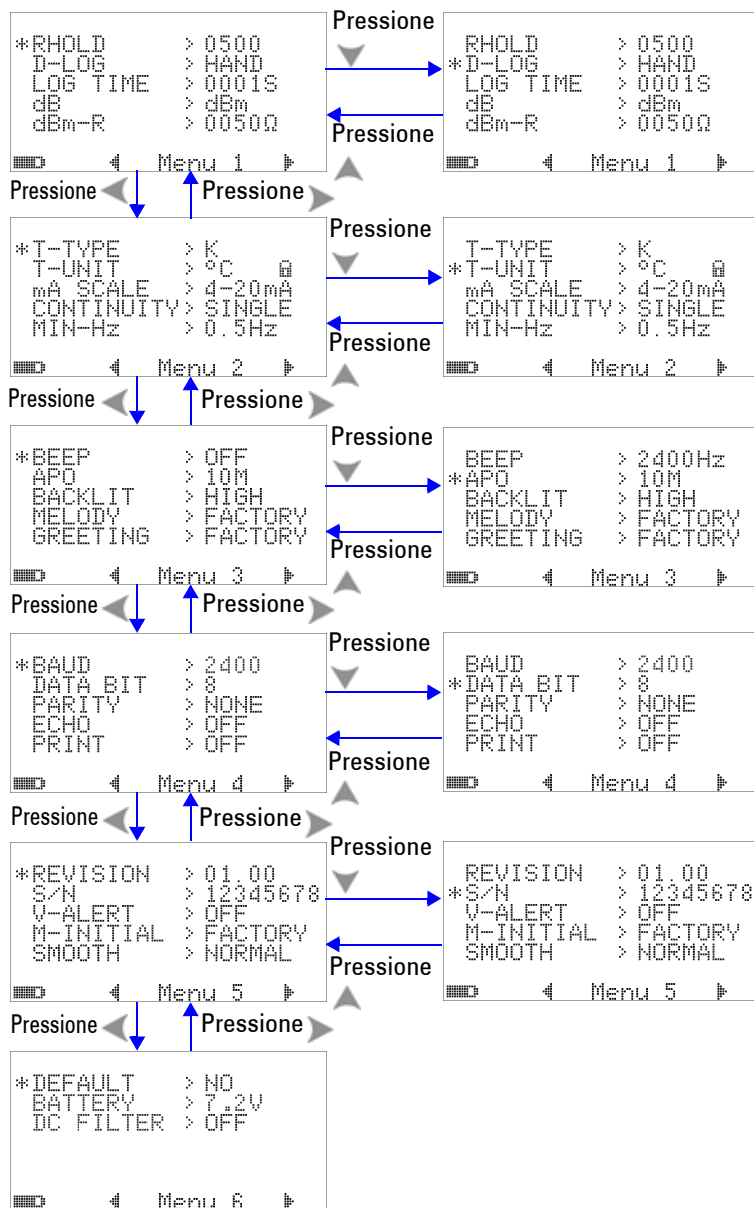 Pressione
*RHOLD > 0500
D-LOG > HAND
LOG TIME > 0001S
dB > dBm
dBm-R > 0050Ω
Menu 1
RHOLD > 0500
*D-LOG > HAND
LOG TIME > 0001S
dB > dBm
dBm-R > 0050Ω
Menu 1
Pressione
Pressione
Pressione
Pressione
*T-TYPE > K
T-UNIT > °C
mA SCALE > 4-20mA
CONTINUITY > SINGLE
MIN-Hz > 0.5Hz
Menu 2
T-TYPE > K
*T-UNIT > °C
mA SCALE > 4-20mA
CONTINUITY > SINGLE
MIN-Hz > 0.5Hz
Menu 2
Pressione
Pressione
Pressione
Pressione
*BEEP > OFF
APO > 10M
BACKLIT > HIGH
MELODY > FACTORY
GREETING > FACTORY
Menu 3
BEEP > 2400Hz
*APO > 10M
BACKLIT > HIGH
MELODY > FACTORY
GREETING > FACTORY
Menu 3
Pressione
Pressione
Pressione
Pressione
*BAUD > 2400
DATA BIT > 8
PARITY > NONE
ECHO > OFF
PRINT > OFF
Menu 4
BAUD > 2400
*DATA BIT > 8
PARITY > NONE
ECHO > OFF
PRINT > OFF
Menu 4
Pressione
Pressione
Pressione
Pressione
*REVISION > 01.00
S/N > 12345678
V-ALERT > OFF
M-INITIAL > FACTORY
SMOOTH > NORMAL
Menu 5
REVISION > 01.00
*S/N > 12345678
V-ALERT > OFF
M-INITIAL > FACTORY
SMOOTH > NORMAL
Menu 5
Pressione
Pressione
Pressione
*DEFAULT > NO
BATTERY > 7.2V
DC FILTER > OFF
Menu 6